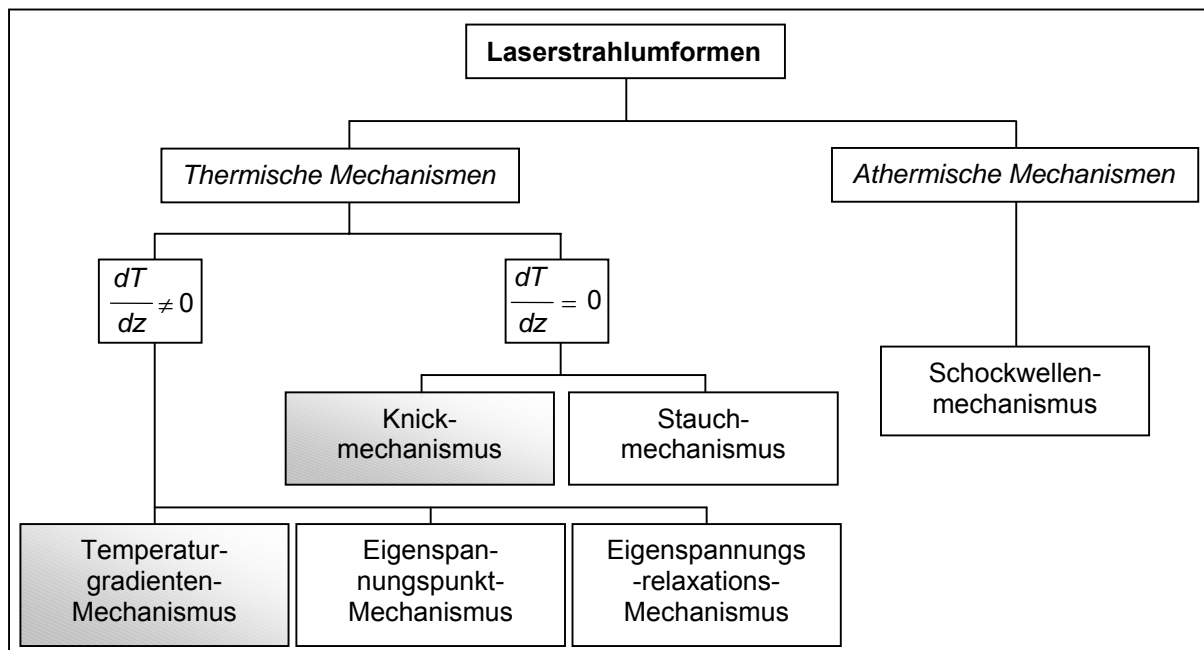 Laserstrahlumformen
Thermische Mechanismen
Athermische Mechanismen
dT
dz
≠ 0
dT
dz
= 0
Schockwellen-
mechanismus
Knick-
mechanismus
Stauch-
mechanismus
Temperatur-
gradienten-
Mechanismus
Eigenspan-
nungspunkt-
Mechanismus
Eigenspannungs
-relaxations-
Mechanismus